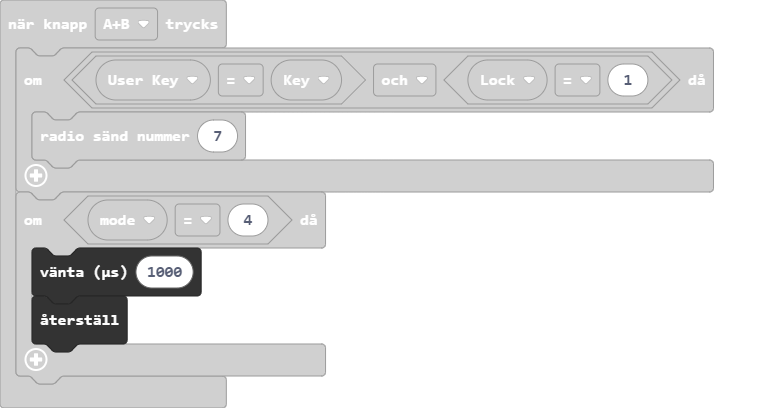 när knapp A+B trycks
om User Key = Key och Lock = 1 då
radio sänd nummer 7
om mode = 4 då
vänta (µs) 1000
återställ